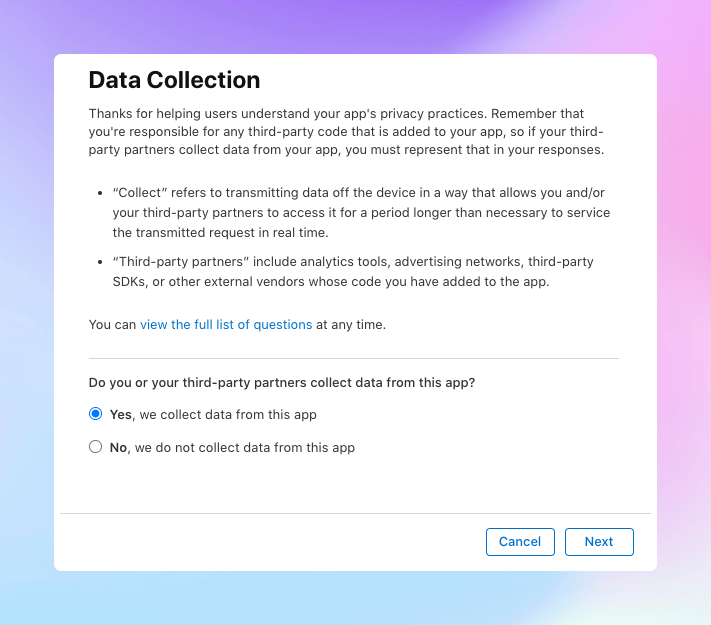 Data Collection
Thanks for helping users understand your app's privacy practices. Remember that
you're responsible for any third-party code that is added to your app, so if your third-
party partners collect data from your app, you must represent that in your responses.
• “Collect” refers to transmitting data off the device in a way that allows you and/or
your third-party partners to access it for a period longer than necessary to service
the transmitted request in real time.
• “Third-party partners” include analytics tools, advertising networks, third-party
SDKs, or other external vendors whose code you have added to the app.
You can view the full list of questions at any time.
Do you or your third-party partners collect data from this app?
Yes, we collect data from this app
No, we do not collect data from this app
Cancel Next